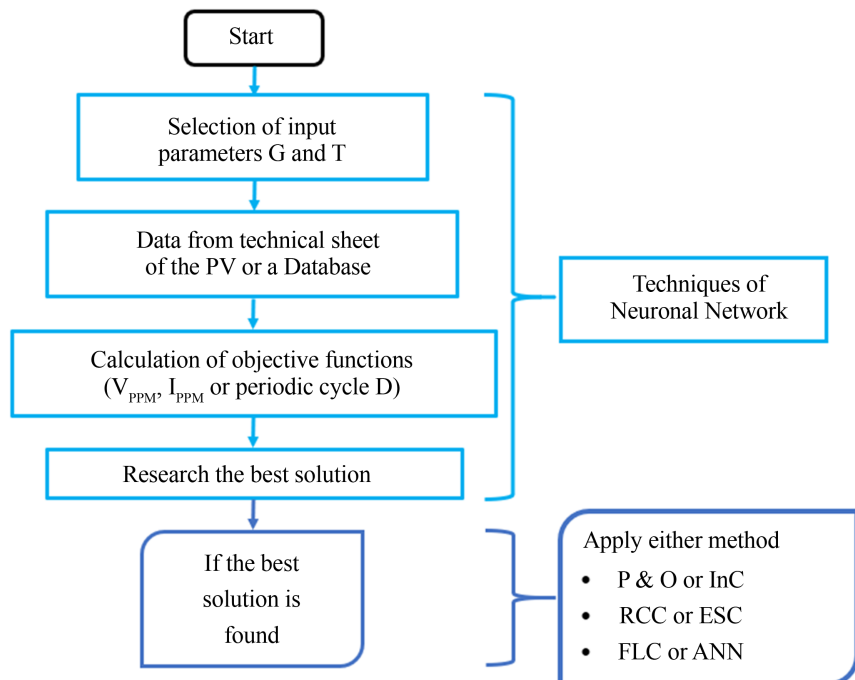 Start
Selection of input
parameters G and T
Data from technical sheet
of the PV or a Database
Calculation of objective functions
(V_PPM, I_PPM or periodic cycle D)
Research the best solution
Techniques of
Neuronal Network
If the best
solution is
found
Apply either method
• P & O or InC
• RCC or ESC
• FLC or ANN